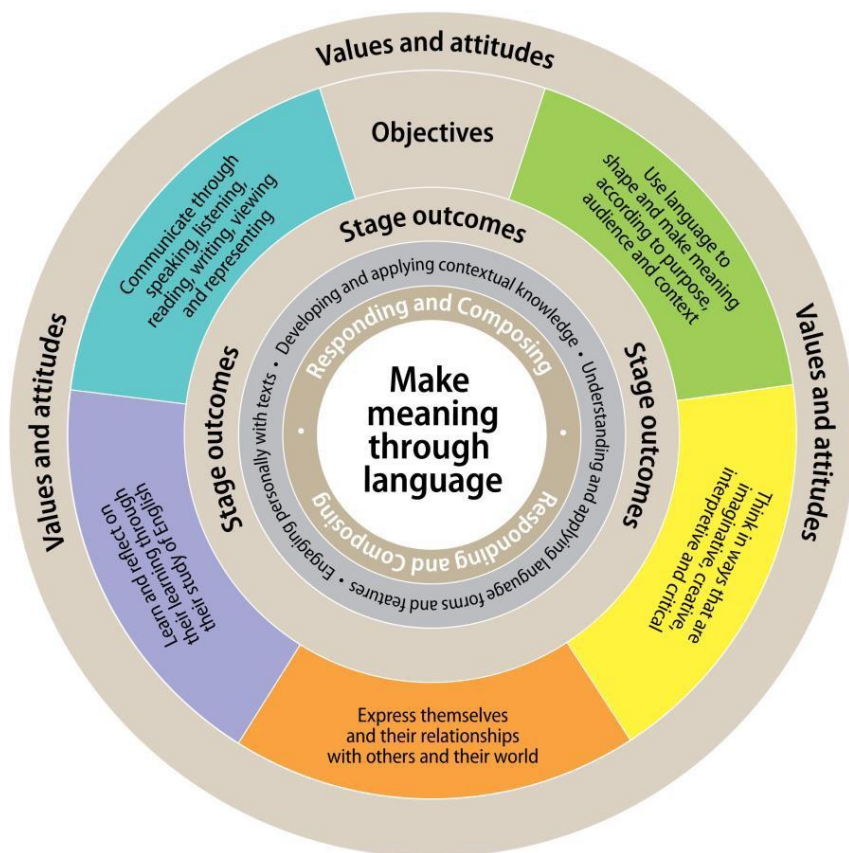 Values and attitudes
Objectives
Communicate through
speaking, listening,
reading, writing, viewing
and representing
Use language to
shape and make meaning
according to purpose,
audience and context
Stage outcomes
Developing and applying contextual knowledge • Understanding and applying language forms and features • Engaging personally with texts •
Responding and Composing •
Make
meaning
through
language
Responding and Composing •
Values and attitudes
Stage outcomes
Stage outcomes
Values and attitudes
Learn and reflect on
their learning through
their study of English
Think in ways that are
imaginative, creative,
interpretive and critical
Express themselves
and their relationships
with others and their world